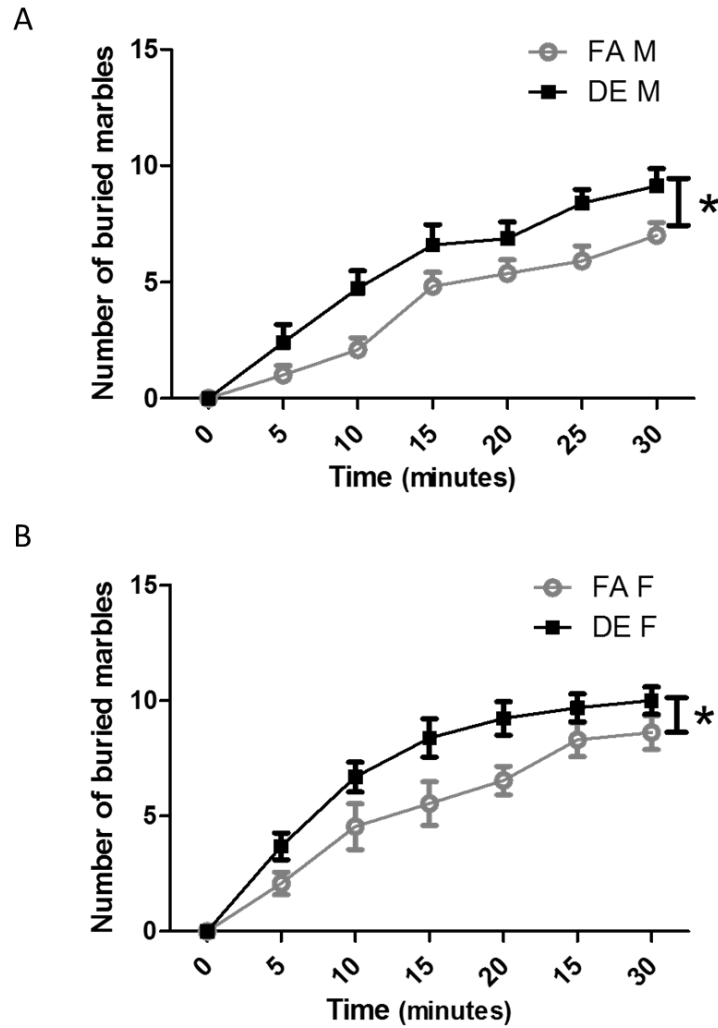 A
15
10
5
0
Number of buried marbles
FA M
DE M
*
0 5 10 15 20 25 30
Time (minutes)
B
15
10
5
0
Number of buried marbles
FA F
DE F
*
0 5 10 15 20 15 30
Time (minutes)